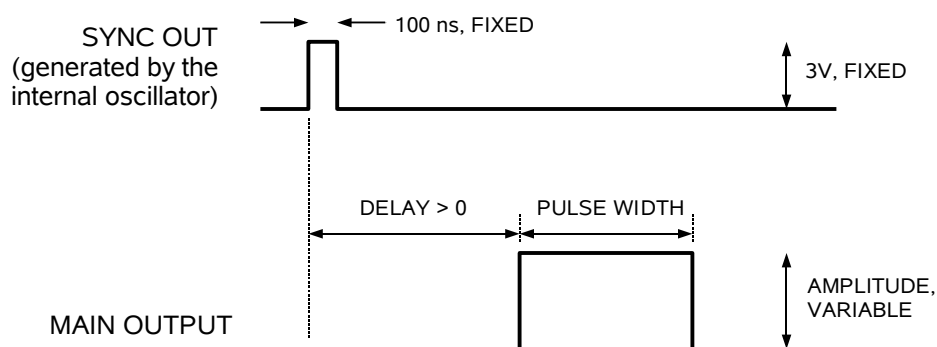 SYNC OUT
(generated by the
internal oscillator)
100 ns, FIXED
3V, FIXED
DELAY > 0
PULSE WIDTH
MAIN OUTPUT
AMPLITUDE,
VARIABLE